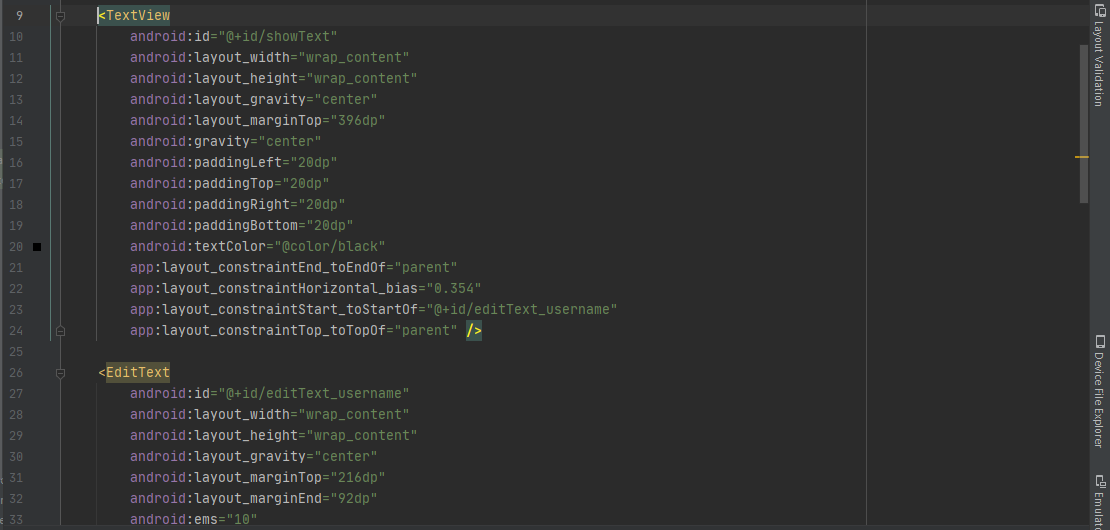 9 <TextView
10 android:id="@+id/showText"
11 android:layout_width="wrap_content"
12 android:layout_height="wrap_content"
13 android:layout_gravity="center"
14 android:layout_marginTop="396dp"
15 android:gravity="center"
16 android:paddingLeft="20dp"
17 android:paddingTop="20dp"
18 android:paddingRight="20dp"
19 android:paddingBottom="20dp"
20 android:textColor="@color/black"
21 app:layout_constraintEnd_toEndOf="parent"
22 app:layout_constraintHorizontal_bias="0.354"
23 app:layout_constraintStart_toStartOf="@+id/editText_username"
24 app:layout_constraintTop_toTopOf="parent" />
25
26 <EditText
27 android:id="@+id/editText_username"
28 android:layout_width="wrap_content"
29 android:layout_height="wrap_content"
30 android:layout_gravity="center"
31 android:layout_marginTop="216dp"
32 android:layout_marginEnd="92dp"
33 android:ems="10"
Layout Validation
Device File Explorer
Emulat